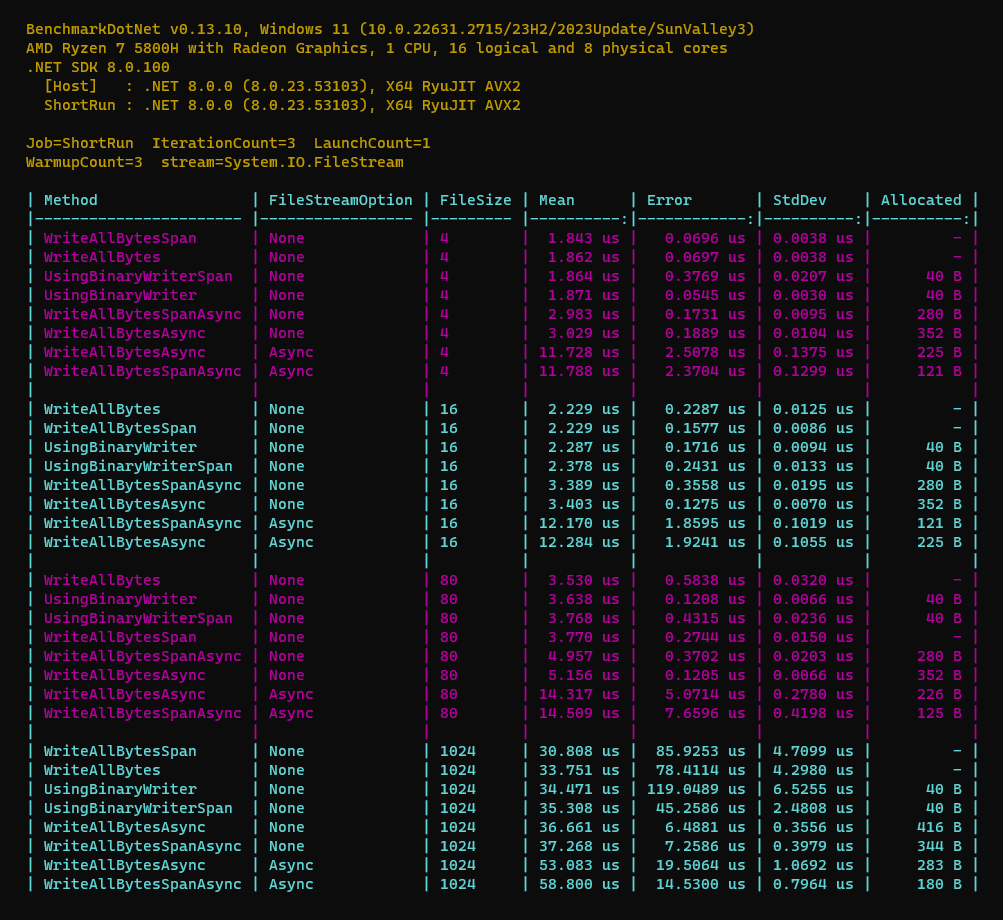 BenchmarkDotNet v0.13.10, Windows 11 (10.0.22631.2715/23H2/2023Update/SunValley3)
AMD Ryzen 7 5800H with Radeon Graphics, 1 CPU, 16 logical and 8 physical cores
.NET SDK 8.0.100
  [Host]   : .NET 8.0.0 (8.0.23.53103), X64 RyuJIT AVX2
  ShortRun : .NET 8.0.0 (8.0.23.53103), X64 RyuJIT AVX2

Job=ShortRun  IterationCount=3  LaunchCount=1
WarmupCount=3  stream=System.IO.FileStream

| Method                 | FileStreamOption | FileSize | Mean      | Error       | StdDev    | Allocated |
|----------------------- |----------------- |--------- |----------:|------------:|----------:|----------:|
| WriteAllBytesSpan      | None             | 4        |  1.843 us |   0.0696 us | 0.0038 us |         - |
| WriteAllBytes          | None             | 4        |  1.862 us |   0.0697 us | 0.0038 us |         - |
| UsingBinaryWriterSpan  | None             | 4        |  1.864 us |   0.3769 us | 0.0207 us |      40 B |
| UsingBinaryWriter      | None             | 4        |  1.871 us |   0.0545 us | 0.0030 us |      40 B |
| WriteAllBytesSpanAsync | None             | 4        |  2.983 us |   0.1731 us | 0.0095 us |     280 B |
| WriteAllBytesAsync     | None             | 4        |  3.029 us |   0.1889 us | 0.0104 us |     352 B |
| WriteAllBytesAsync     | Async            | 4        | 11.728 us |   2.5078 us | 0.1375 us |     225 B |
| WriteAllBytesSpanAsync | Async            | 4        | 11.788 us |   2.3704 us | 0.1299 us |     121 B |
|                        |                  |          |           |             |           |           |
| WriteAllBytes          | None             | 16       |  2.229 us |   0.2287 us | 0.0125 us |         - |
| WriteAllBytesSpan      | None             | 16       |  2.229 us |   0.1577 us | 0.0086 us |         - |
| UsingBinaryWriter      | None             | 16       |  2.287 us |   0.1716 us | 0.0094 us |      40 B |
| UsingBinaryWriterSpan  | None             | 16       |  2.378 us |   0.2431 us | 0.0133 us |      40 B |
| WriteAllBytesSpanAsync | None             | 16       |  3.389 us |   0.3558 us | 0.0195 us |     280 B |
| WriteAllBytesAsync     | None             | 16       |  3.403 us |   0.1275 us | 0.0070 us |     352 B |
| WriteAllBytesSpanAsync | Async            | 16       | 12.170 us |   1.8595 us | 0.1019 us |     121 B |
| WriteAllBytesAsync     | Async            | 16       | 12.284 us |   1.9241 us | 0.1055 us |     225 B |
|                        |                  |          |           |             |           |           |
| WriteAllBytes          | None             | 80       |  3.530 us |   0.5838 us | 0.0320 us |         - |
| UsingBinaryWriter      | None             | 80       |  3.638 us |   0.1208 us | 0.0066 us |      40 B |
| UsingBinaryWriterSpan  | None             | 80       |  3.768 us |   0.4315 us | 0.0236 us |      40 B |
| WriteAllBytesSpan      | None             | 80       |  3.770 us |   0.2744 us | 0.0150 us |         - |
| WriteAllBytesSpanAsync | None             | 80       |  4.957 us |   0.3702 us | 0.0203 us |     280 B |
| WriteAllBytesAsync     | None             | 80       |  5.156 us |   0.1205 us | 0.0066 us |     352 B |
| WriteAllBytesAsync     | Async            | 80       | 14.317 us |   5.0714 us | 0.2780 us |     226 B |
| WriteAllBytesSpanAsync | Async            | 80       | 14.509 us |   7.6596 us | 0.4198 us |     125 B |
|                        |                  |          |           |             |           |           |
| WriteAllBytesSpan      | None             | 1024     | 30.808 us |  85.9253 us | 4.7099 us |         - |
| WriteAllBytes          | None             | 1024     | 33.751 us |  78.4114 us | 4.2980 us |         - |
| UsingBinaryWriter      | None             | 1024     | 34.471 us | 119.0489 us | 6.5255 us |      40 B |
| UsingBinaryWriterSpan  | None             | 1024     | 35.308 us |  45.2586 us | 2.4808 us |      40 B |
| WriteAllBytesAsync     | None             | 1024     | 36.661 us |   6.4881 us | 0.3556 us |     416 B |
| WriteAllBytesSpanAsync | None             | 1024     | 37.268 us |   7.2586 us | 0.3979 us |     344 B |
| WriteAllBytesAsync     | Async            | 1024     | 53.083 us |  19.5064 us | 1.0692 us |     283 B |
| WriteAllBytesSpanAsync | Async            | 1024     | 58.800 us |  14.5300 us | 0.7964 us |     180 B |